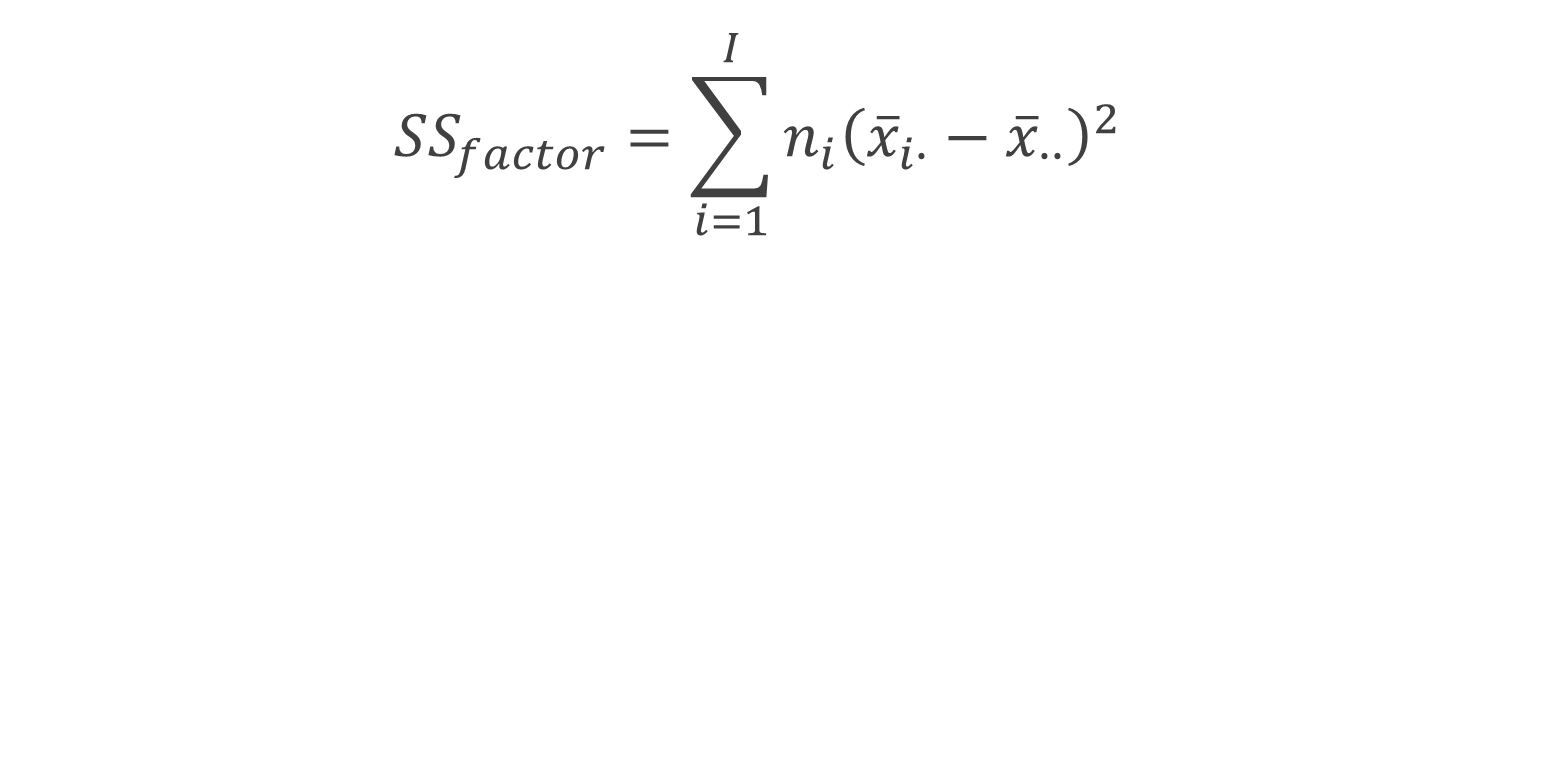 $SS_{factor} = \sum_{i=1}^{I} n_i(\bar{x}_{i.} - \bar{x}_{..})^2$